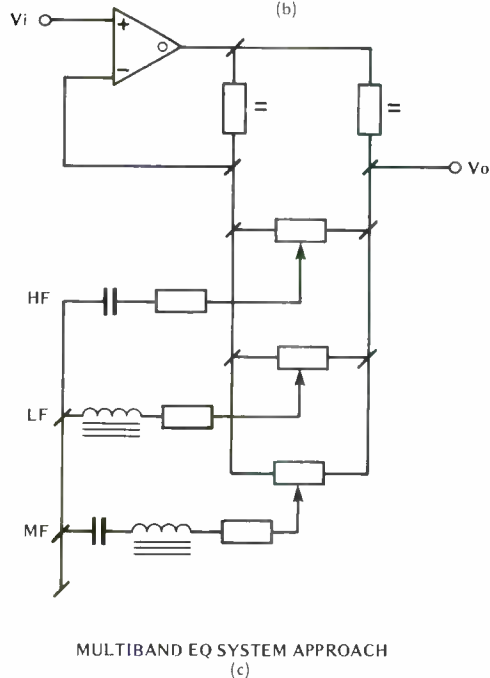 (b)
Vi
+
O
−
=
=
Vo
HF
LF
MF
MULTIBAND EQ SYSTEM APPROACH
(c)